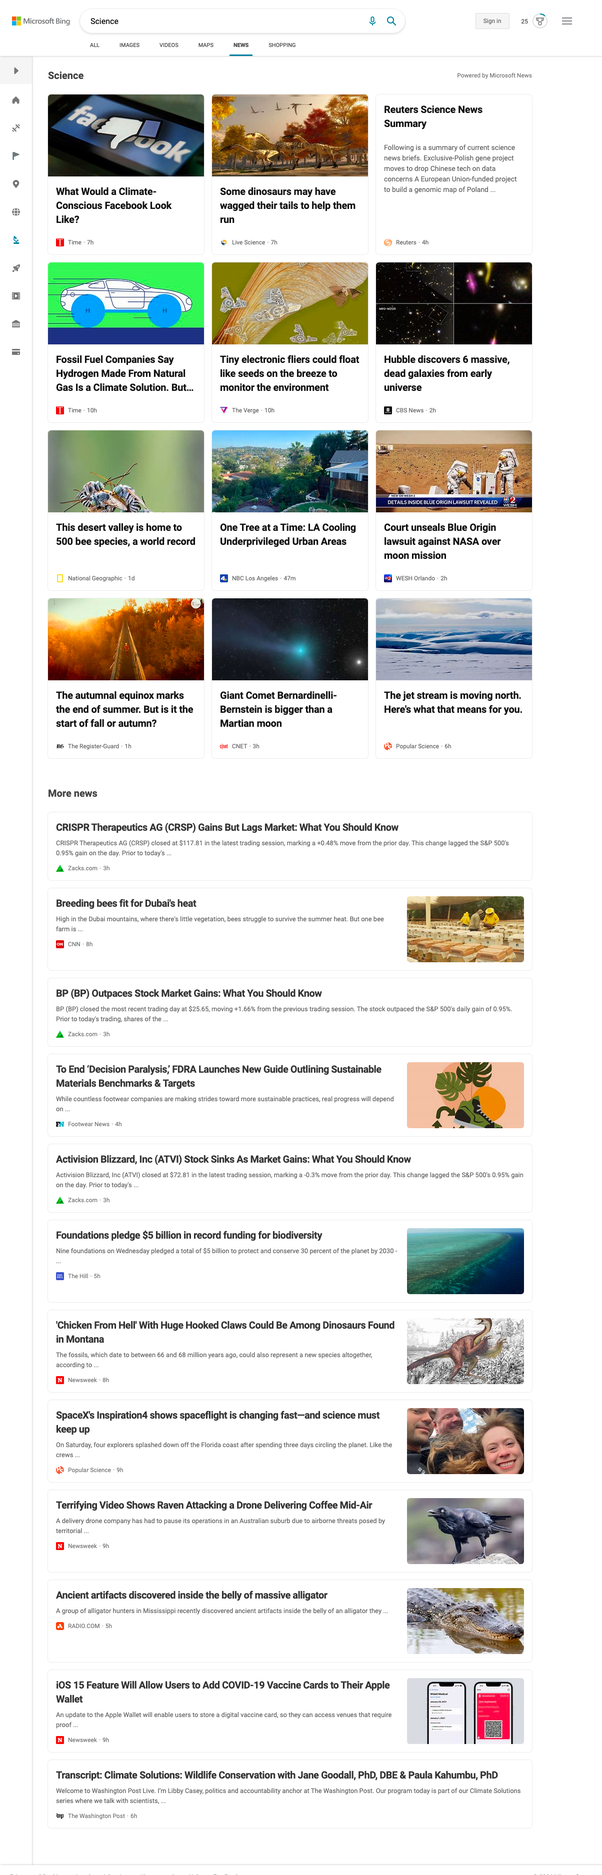 Microsoft Bing
Science
Sign in
25
ALL
IMAGES
VIDEOS
MAPS
NEWS
SHOPPING
Science
Powered by Microsoft News
What Would a Climate-
Conscious Facebook Look
Like?
Time · 7h
Some dinosaurs may have
wagged their tails to help them
run
Live Science · 7h
Reuters Science News
Summary
Following is a summary of current science
news briefs. Exclusive-Polish gene project
moves to drop Chinese tech on data
concerns A European Union-funded project
to build a genomic map of Poland ...
Reuters · 4h
Fossil Fuel Companies Say
Hydrogen Made From Natural
Gas Is a Climate Solution. But...
Time · 10h
Tiny electronic fliers could float
like seeds on the breeze to
monitor the environment
The Verge · 10h
Hubble discovers 6 massive,
dead galaxies from early
universe
CBS News · 2h
This desert valley is home to
500 bee species, a world record
National Geographic · 1d
One Tree at a Time: LA Cooling
Underprivileged Urban Areas
NBC Los Angeles · 47m
DETAILS INSIDE BLUE ORIGIN LAWSUIT REVEALED
Court unseals Blue Origin
lawsuit against NASA over
moon mission
WESH Orlando · 2h
The autumnal equinox marks
the end of summer. But is it the
start of fall or autumn?
The Register-Guard · 1h
Giant Comet Bernardinelli-
Bernstein is bigger than a
Martian moon
CNET · 3h
The jet stream is moving north.
Here's what that means for you.
Popular Science · 6h
More news
CRISPR Therapeutics AG (CRSP) Gains But Lags Market: What You Should Know
CRISPR Therapeutics AG (CRSP) closed at $117.81 in the latest trading session, marking a +0.48% move from the prior day. This change lagged the S&P 500's
0.95% gain on the day. Prior to today's ...
Zacks.com · 3h
Breeding bees fit for Dubai's heat
High in the Dubai mountains, where there's little vegetation, bees struggle to survive the summer heat. But one bee
farm is ...
CNN · 8h
BP (BP) Outpaces Stock Market Gains: What You Should Know
BP (BP) closed the most recent trading day at $25.65, moving +1.66% from the previous trading session. The stock outpaced the S&P 500's daily gain of 0.95%.
Prior to today's trading, shares of the ...
Zacks.com · 3h
To End 'Decision Paralysis,' FDRA Launches New Guide Outlining Sustainable
Materials Benchmarks & Targets
While countless footwear companies are making strides toward more sustainable practices, real progress will depend
on ...
Footwear News · 4h
Activision Blizzard, Inc (ATVI) Stock Sinks As Market Gains: What You Should Know
Activision Blizzard, Inc (ATVI) closed at $72.81 in the latest trading session, marking a -0.3% move from the prior day. This change lagged the S&P 500's 0.95% gain
on the day. Prior to today's ...
Zacks.com · 3h
Foundations pledge $5 billion in record funding for biodiversity
Nine foundations on Wednesday pledged a total of $5 billion to protect and conserve 30 percent of the planet by 2030 -
...
The Hill · 5h
'Chicken From Hell' With Huge Hooked Claws Could Be Among Dinosaurs Found
in Montana
The fossils, which date to between 66 and 68 million years ago, could also represent a new species altogether,
according to ...
Newsweek · 8h
SpaceX's Inspiration4 shows spaceflight is changing fast—and science must
keep up
On Saturday, four explorers splashed down off the Florida coast after spending three days circling the planet. Like the
crews ...
Popular Science · 9h
Terrifying Video Shows Raven Attacking a Drone Delivering Coffee Mid-Air
A delivery drone company has had to pause its operations in an Australian suburb due to airborne threats posed by
territorial ...
Newsweek · 9h
Ancient artifacts discovered inside the belly of massive alligator
A group of alligator hunters in Mississippi recently discovered ancient artifacts inside the belly of an alligator they ...
RADIO.COM · 5h
iOS 15 Feature Will Allow Users to Add COVID-19 Vaccine Cards to Their Apple
Wallet
An update to the Apple Wallet will enable users to store a digital vaccine card, so they can access venues that require
proof ...
Newsweek · 9h
Transcript: Climate Solutions: Wildlife Conservation with Jane Goodall, PhD, DBE & Paula Kahumbu, PhD
Welcome to Washington Post Live. I'm Libby Casey, politics and accountability anchor at The Washington Post. Our program today is part of our Climate Solutions
series where we talk with scientists, ...
The Washington Post · 6h